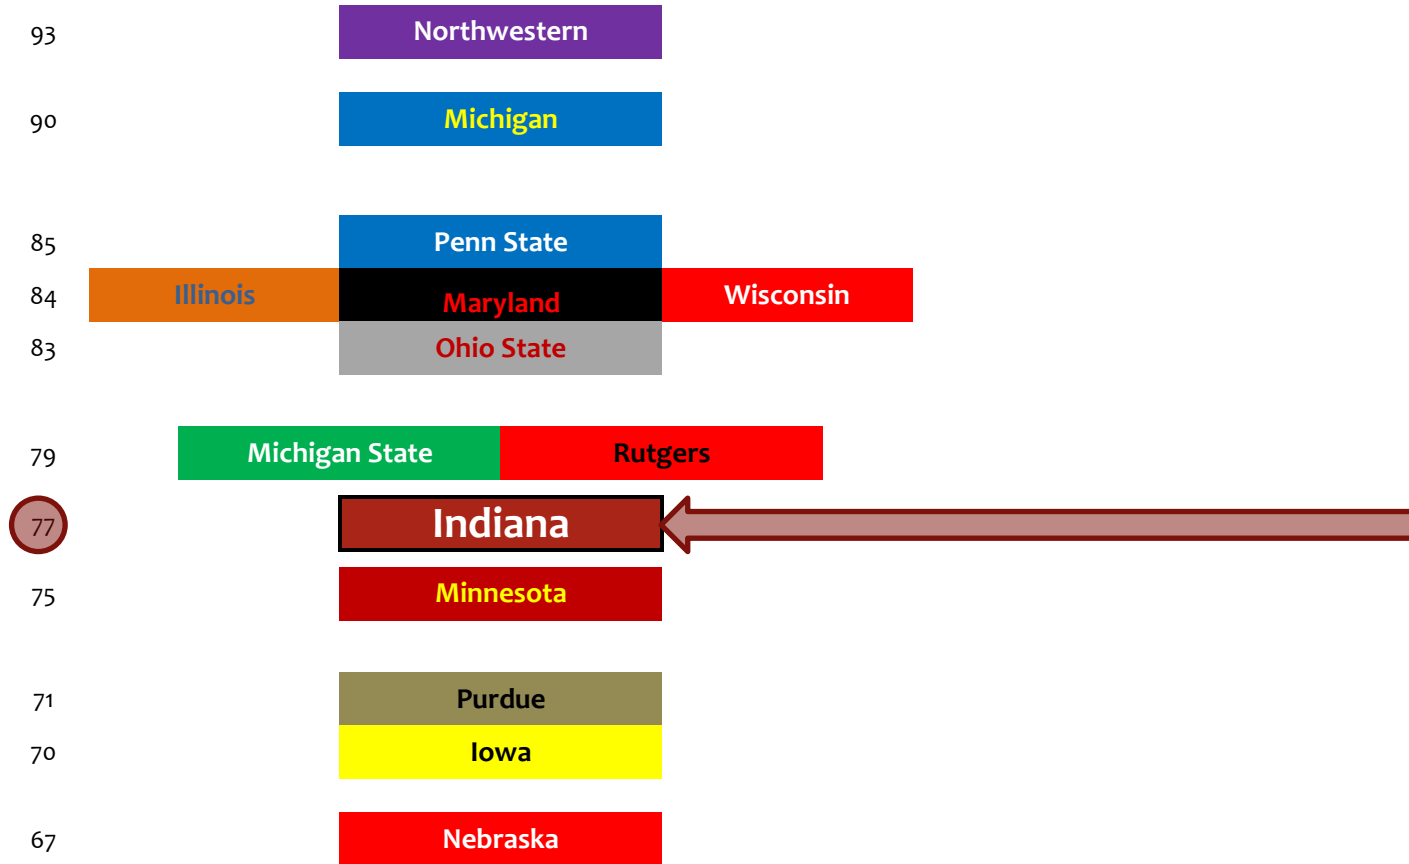 93 Northwestern
90 Michigan
85 Penn State
84 Illinois Maryland Wisconsin
83 Ohio State
79 Michigan State Rutgers
77 Indiana
75 Minnesota
71 Purdue
70 Iowa
67 Nebraska